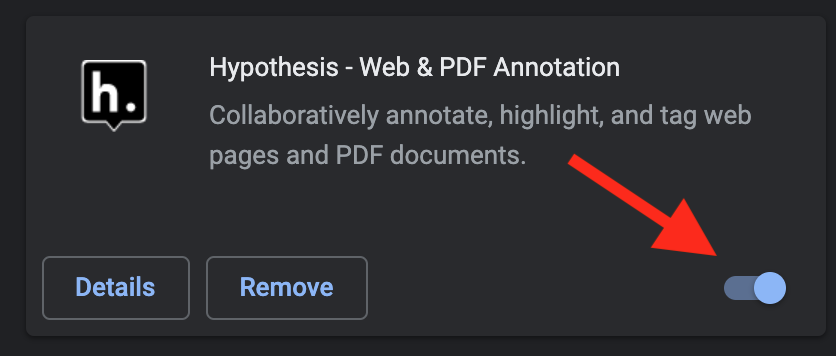 h.
Hypothesis - Web & PDF Annotation
Collaboratively annotate, highlight, and tag web
pages and PDF documents.
Details
Remove